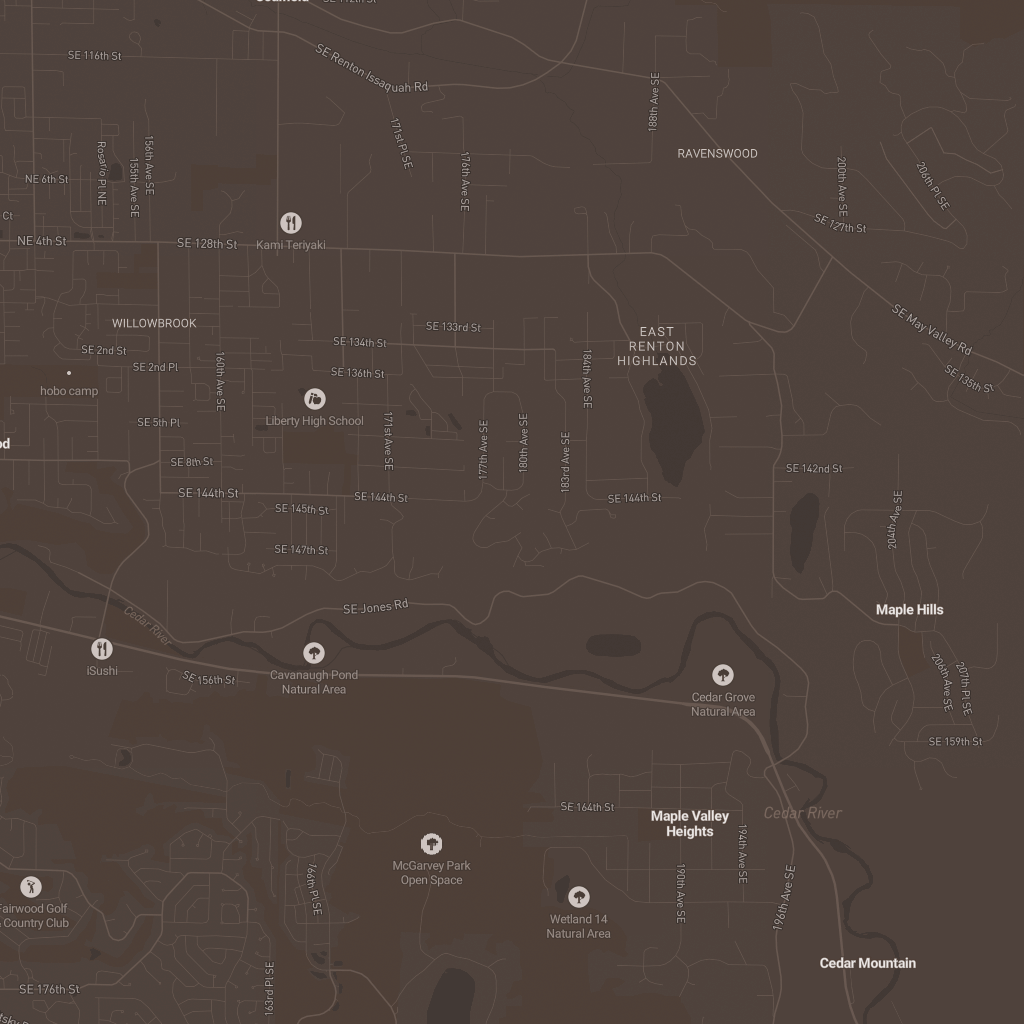 SE 116th St
SE Renton Issaquah Rd
188th Ave SE
171st Pl SE
176th Ave SE
RAVENSWOOD
156th Ave SE
155th Ave SE
Rosario Pl NE
NE 6th St
200th Ave SE
206th Pl SE
Ct
NE 4th St
SE 128th St
Kami Teriyaki
SE 127th St
WILLOWBROOK
SE 133rd St
SE 134th St
EAST
RENTON
HIGHLANDS
SE May Valley Rd
SE 2nd St
SE 2nd Pl
160th Ave SE
SE 136th St
184th Ave SE
SE 135th St
hobo camp
Liberty High School
SE 5th Pl
171st Ave SE
177th Ave SE
180th Ave SE
183rd Ave SE
SE 8th St
SE 142nd St
SE 144th St
SE 144th St
SE 144th St
SE 145th St
204th Ave SE
SE 147th St
Cedar River
SE Jones Rd
Maple Hills
iSushi
SE 156th St
Cavanaugh Pond
Natural Area
Cedar Grove
Natural Area
206th Ave SE
207th Pl SE
SE 159th St
SE 164th St
Maple Valley
Heights
Cedar River
194th Ave SE
McGarvey Park
Open Space
166th Pl SE
190th Ave SE
196th Ave SE
Fairwood Golf
Country Club
Wetland 14
Natural Area
Cedar Mountain
SE 176th St
163rd Pl SE